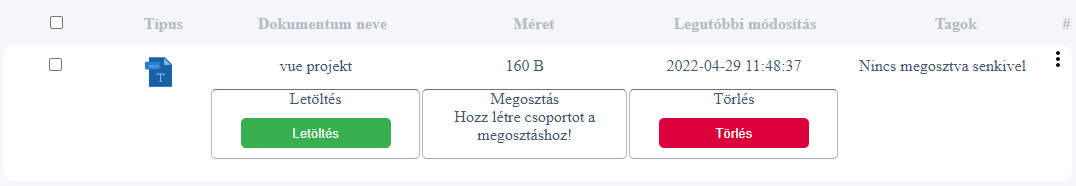 Típus Dokumentum neve Méret Legutóbbi módosítás Tagok #
T vue projekt 160 B 2022-04-29 11:48:37 Nincs megosztva senkivel
Letöltés Megosztás Törlés
Hozz létre csoportot a
megosztáshoz!
Letöltés Törlés